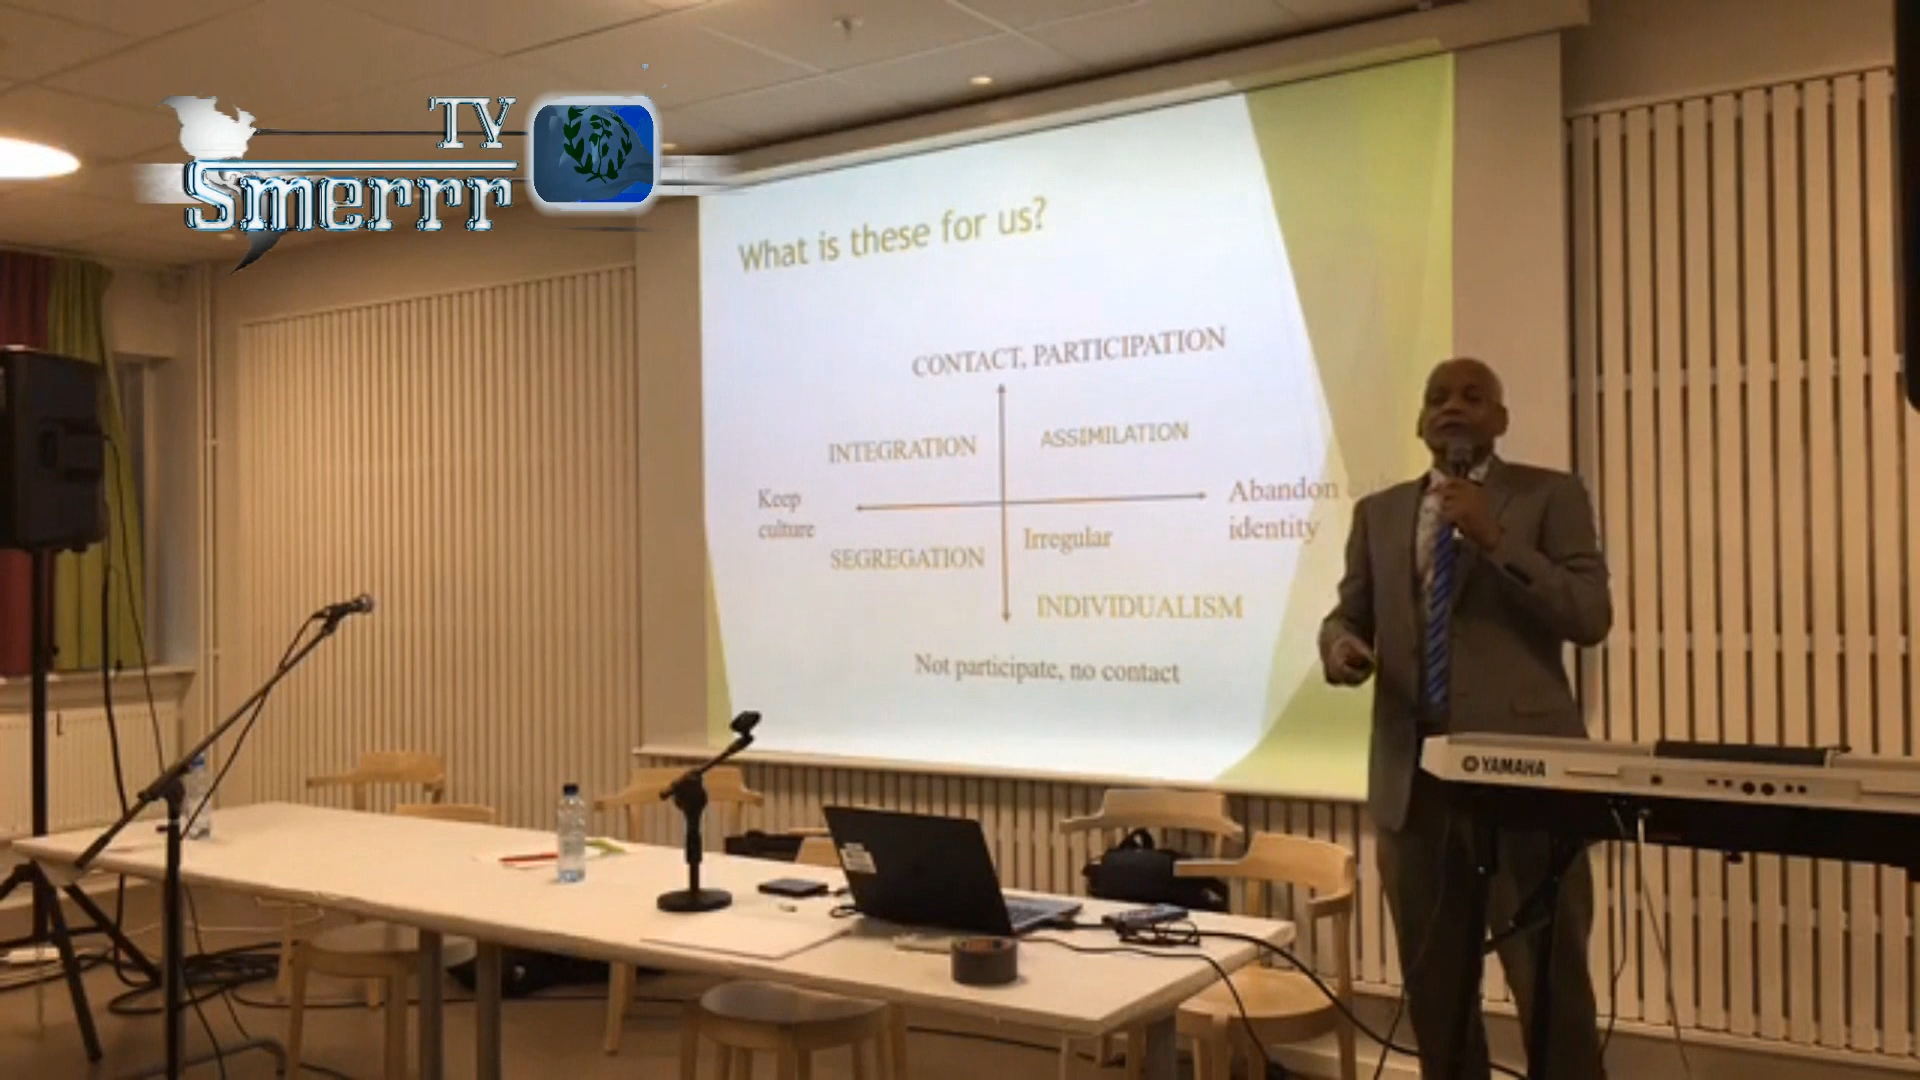 TV
Smerrr
What is these for us?
CONTACT, PARTICIPATION
INTEGRATION
ASSIMILATION
Keep
culture
Abandon
identity
SEGREGATION
Irregular
INDIVIDUALISM
Not participate, no contact
YAMAHA